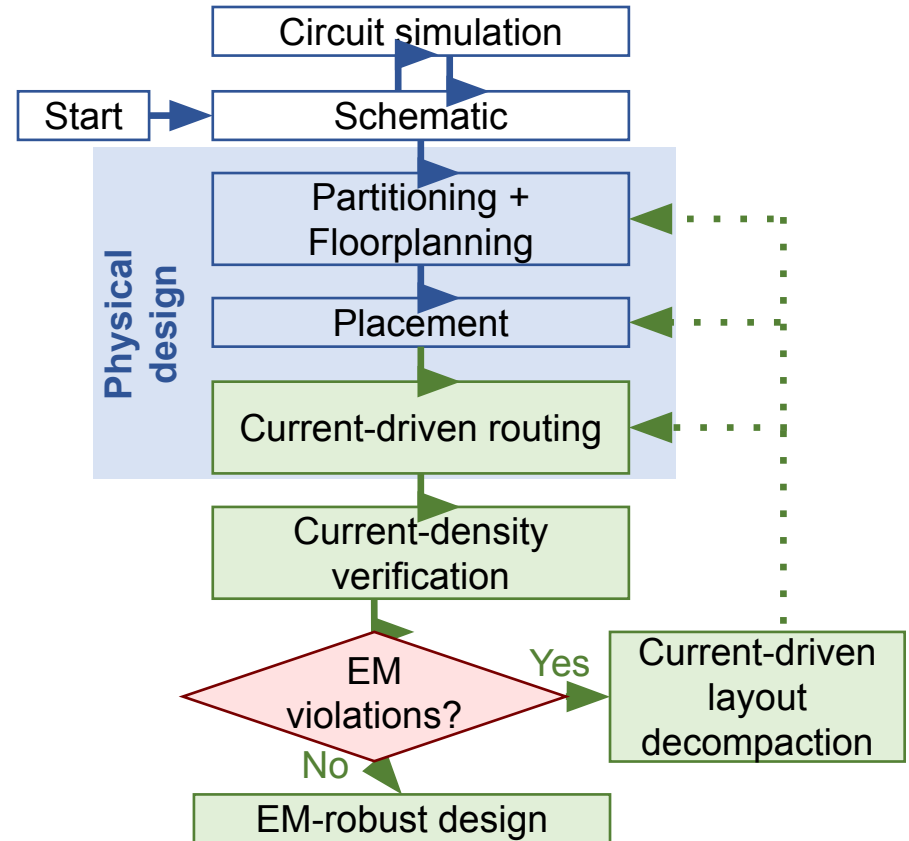 Circuit simulation
Start
Schematic
Partitioning +
Floorplanning
Physical
design
Placement
Current-driven routing
Current-density
verification
EM
violations?
Yes
Current-driven
layout
decompaction
No
EM-robust design